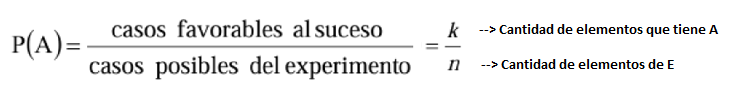 P(A)= casos favorables al suceso / casos posibles del experimento = k / n
--> Cantidad de elementos que tiene A
--> Cantidad de elementos de E